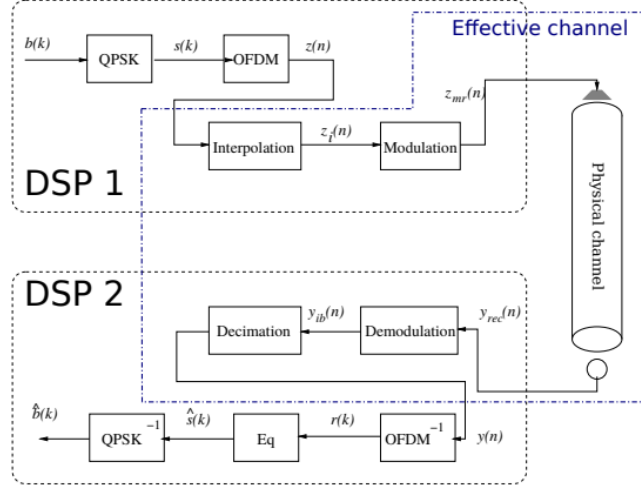 Effective channel
b(k)
QPSK
s(k)
OFDM
z(n)
z_mr(n)
Interpolation
z_i(n)
Modulation
DSP 1
Physical channel
DSP 2
Decimation
y_ib(n)
Demodulation
y_rec(n)
b̂(k)
QPSK⁻¹
ŝ(k)
Eq
r(k)
OFDM⁻¹
y(n)